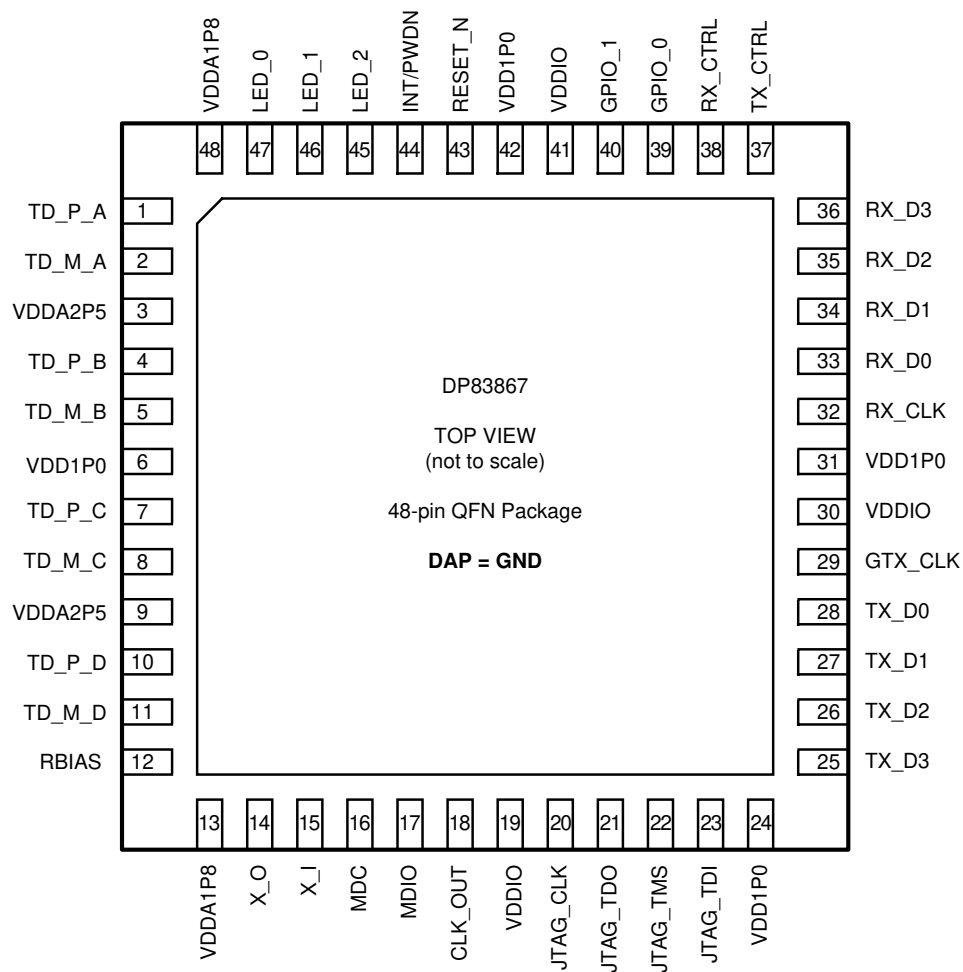 VDDA1P8
LED_0
LED_1
LED_2
INT/PWDN
RESET_N
VDD1P0
VDDIO
GPIO_1
GPIO_0
RX_CTRL
TX_CTRL
48 47 46 45 44 43 42 41 40 39 38 37
TD_P_A 1
TD_M_A 2
VDDA2P5 3
TD_P_B 4
TD_M_B 5
VDD1P0 6
TD_P_C 7
TD_M_C 8
VDDA2P5 9
TD_P_D 10
TD_M_D 11
RBIAS 12
DP83867
TOP VIEW
(not to scale)
48-pin QFN Package
DAP = GND
36 RX_D3
35 RX_D2
34 RX_D1
33 RX_D0
32 RX_CLK
31 VDD1P0
30 VDDIO
29 GTX_CLK
28 TX_D0
27 TX_D1
26 TX_D2
25 TX_D3
13 14 15 16 17 18 19 20 21 22 23 24
VDDA1P8
X_O
X_I
MDC
MDIO
CLK_OUT
VDDIO
JTAG_CLK
JTAG_TDO
JTAG_TMS
JTAG_TDI
VDD1P0